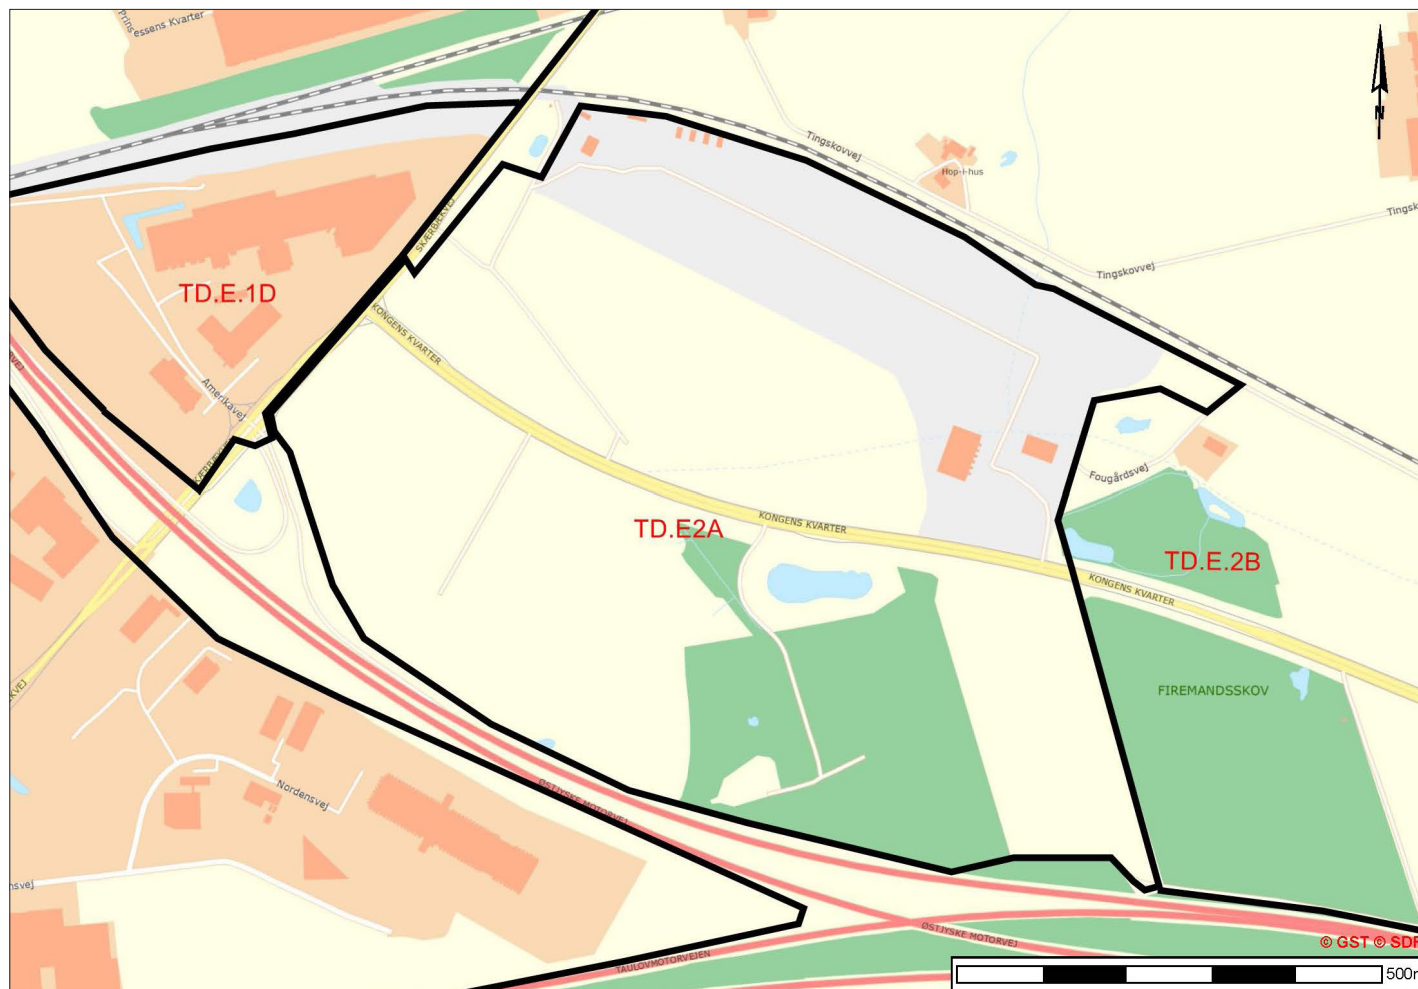 Prinsessens Kvarter
N
Tingskovvej
Hop-i-hus
Tingsk
Tingskovvej
SKÆRBÆKVEJ
TD.E.1D
KONGENS KVARTER
Amerikavej
Fougårdsvej
TD.E2A
KONGENS KVARTER
TD.E.2B
KONGENS KVARTER
FIREMANDSSKOV
Nordensvej
ØSTJYSKE MOTORVEJ
nsvej
ØSTJYSKE MOTORVEJ
TAULOVMOTORVEJEN
© GST © SDF
500m